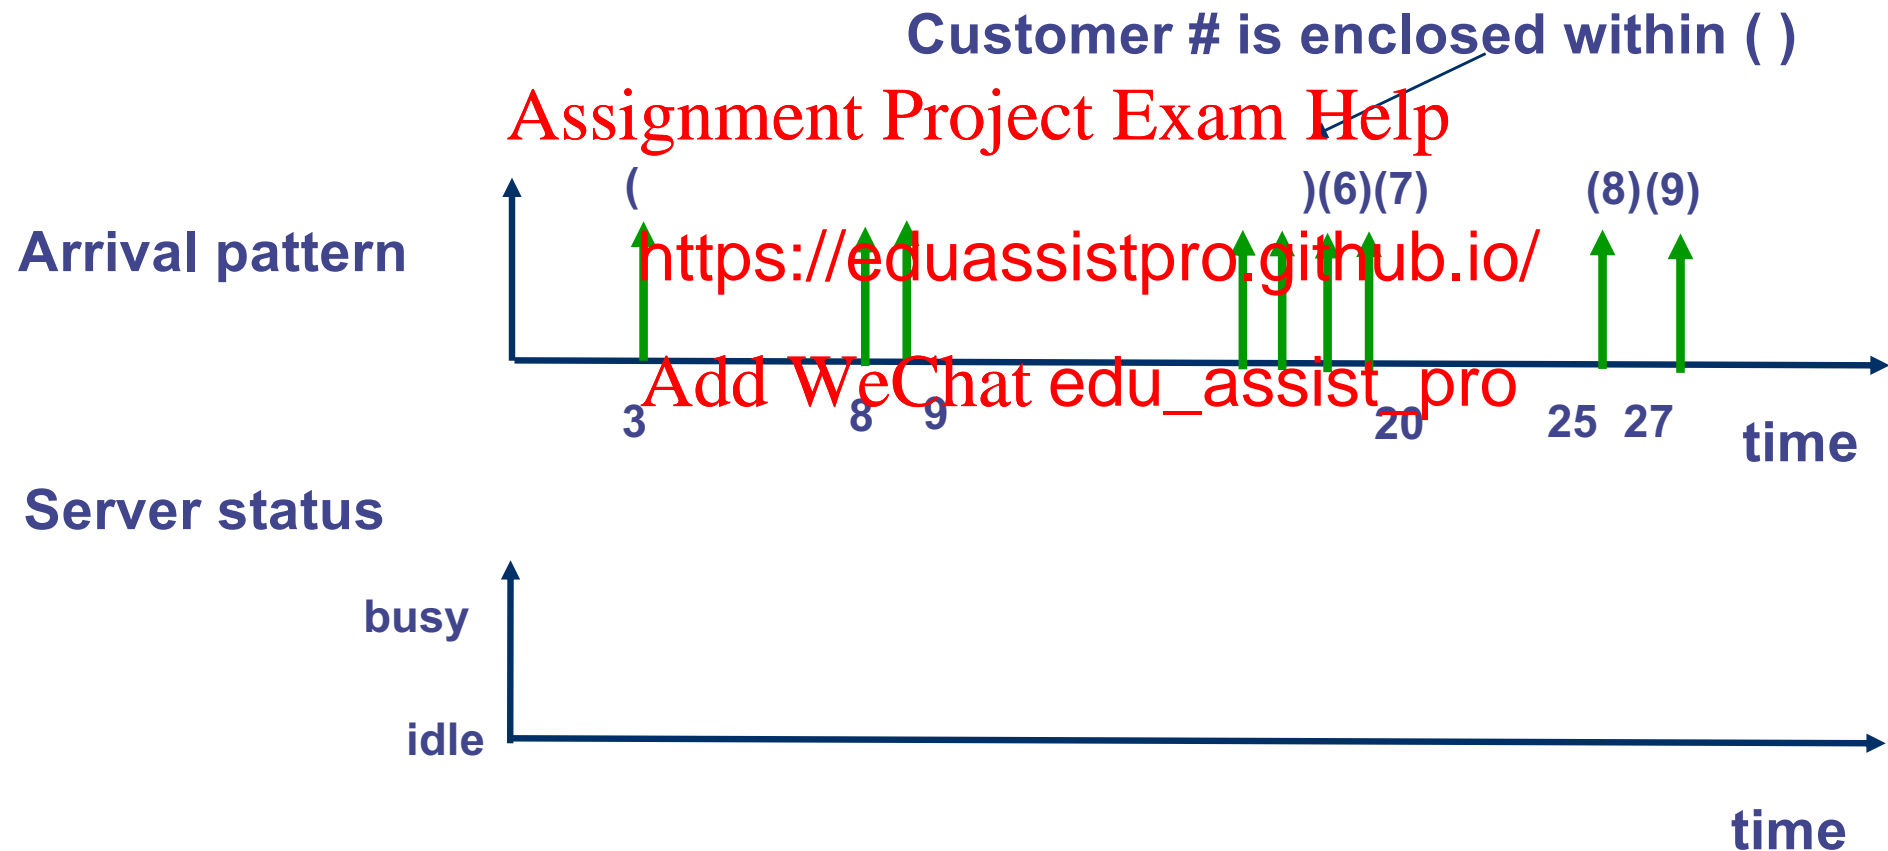 Customer # is enclosed within ( )
Assignment Project Exam Help
( )(6)(7) (8)(9)
Arrival pattern
https://eduassistpro.github.io/
Add WeChat edu_assist_pro
3 8 9 20 25 27
time
Server status
busy
idle
time